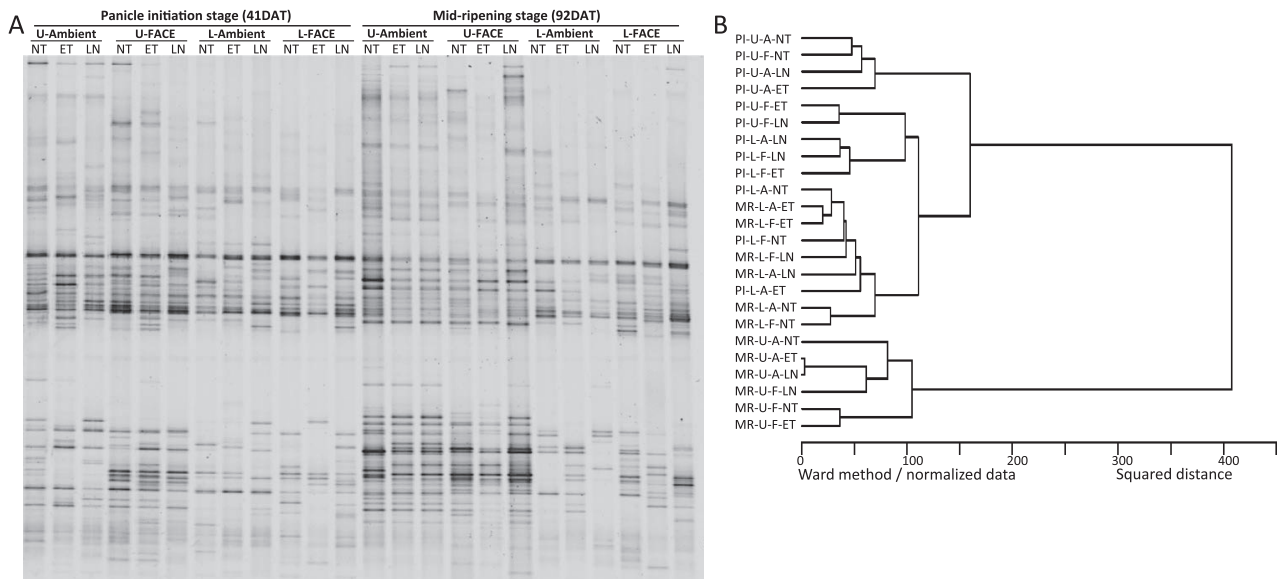 A
Panicle initiation stage (41DAT) Mid-ripening stage (92DAT)
U-Ambient U-FACE L-Ambient L-FACE U-Ambient U-FACE L-Ambient L-FACE
NT ET LN NT ET LN NT ET LN NT ET LN NT ET LN NT ET LN NT ET LN NT ET LN
B
PI-U-A-NT
PI-U-F-NT
PI-U-A-LN
PI-U-A-ET
PI-U-F-ET
PI-U-F-LN
PI-L-A-LN
PI-L-F-LN
PI-L-F-ET
PI-L-A-NT
MR-L-A-ET
MR-L-F-ET
PI-L-F-NT
MR-L-F-LN
MR-L-A-LN
PI-L-A-ET
MR-L-A-NT
MR-L-F-NT
MR-U-A-NT
MR-U-A-ET
MR-U-A-LN
MR-U-F-LN
MR-U-F-NT
MR-U-F-ET
0 100 200 300 400
Ward method / normalized data Squared distance